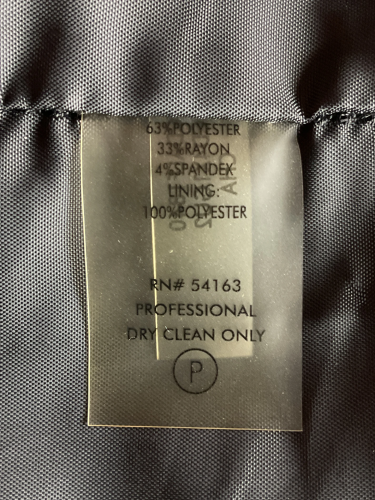 63%POLYESTER
33%RAYON
4%SPANDEX
LINING:
100%POLYESTER
RN# 54163
PROFESSIONAL
DRY CLEAN ONLY
P